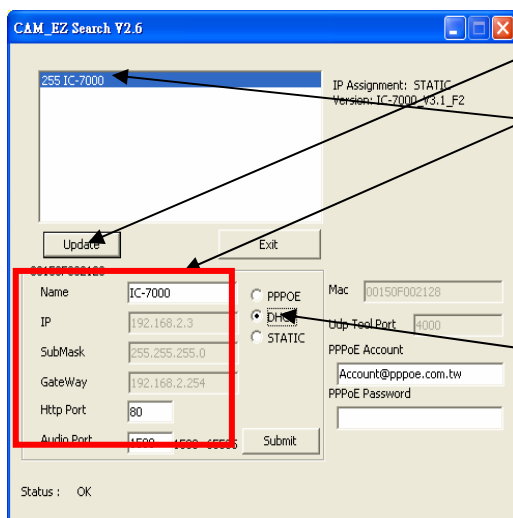 CAM_EZ Search V2.6
255 IC-7000
IP Assignment: STATIC
Version: IC-7000_V3.1_F2
Update
Exit
00150F002128
Name
IC-7000
IP
192.168.2.3
SubMask
255.255.255.0
GateWay
192.168.2.254
Http Port
80
Audio Port
PPPOE
DHCP
STATIC
Submit
Mac
00150F002128
Udp Tool Port
4000
PPPoE Account
Account@pppoe.com.tw
PPPoE Password
Status : OK